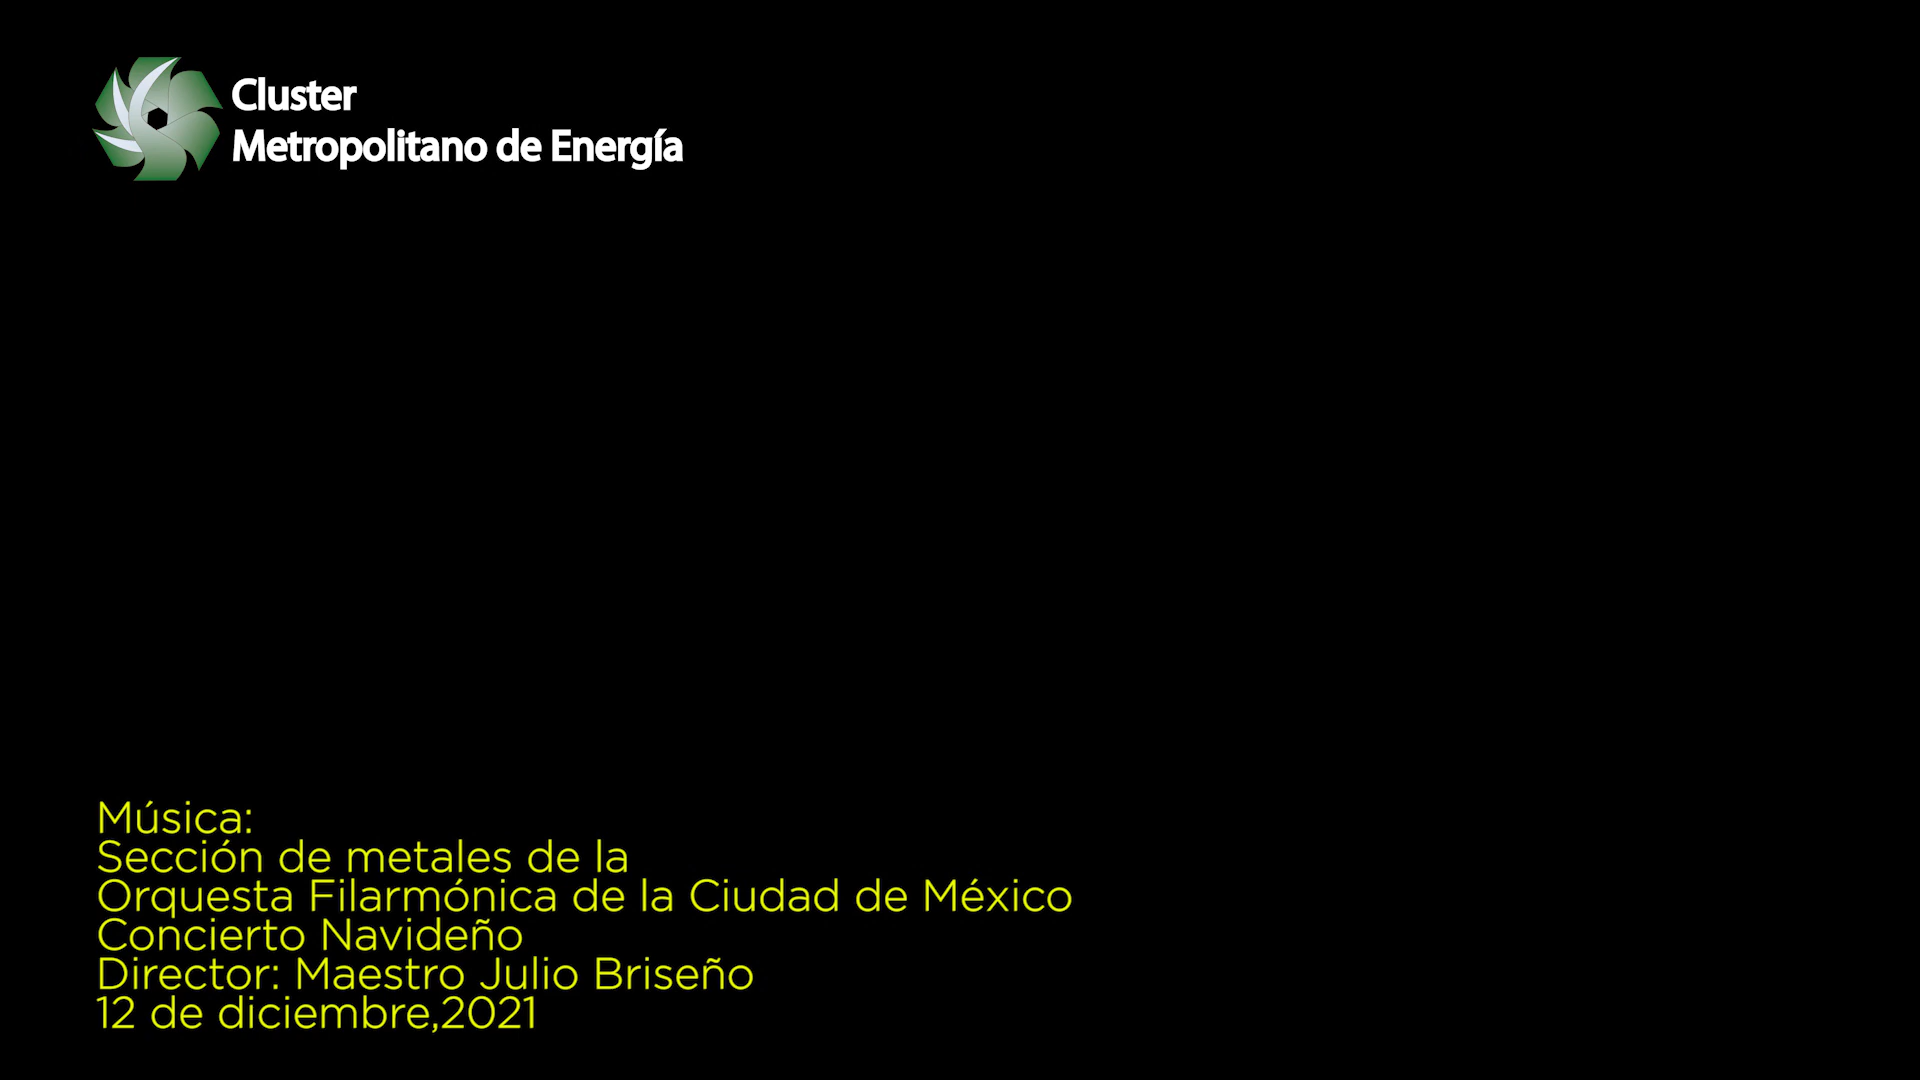 Cluster
Metropolitano de Energía
Música:
Sección de metales de la
Orquesta Filarmónica de la Ciudad de México
Concierto Navideño
Director: Maestro Julio Briseño
12 de diciembre,2021